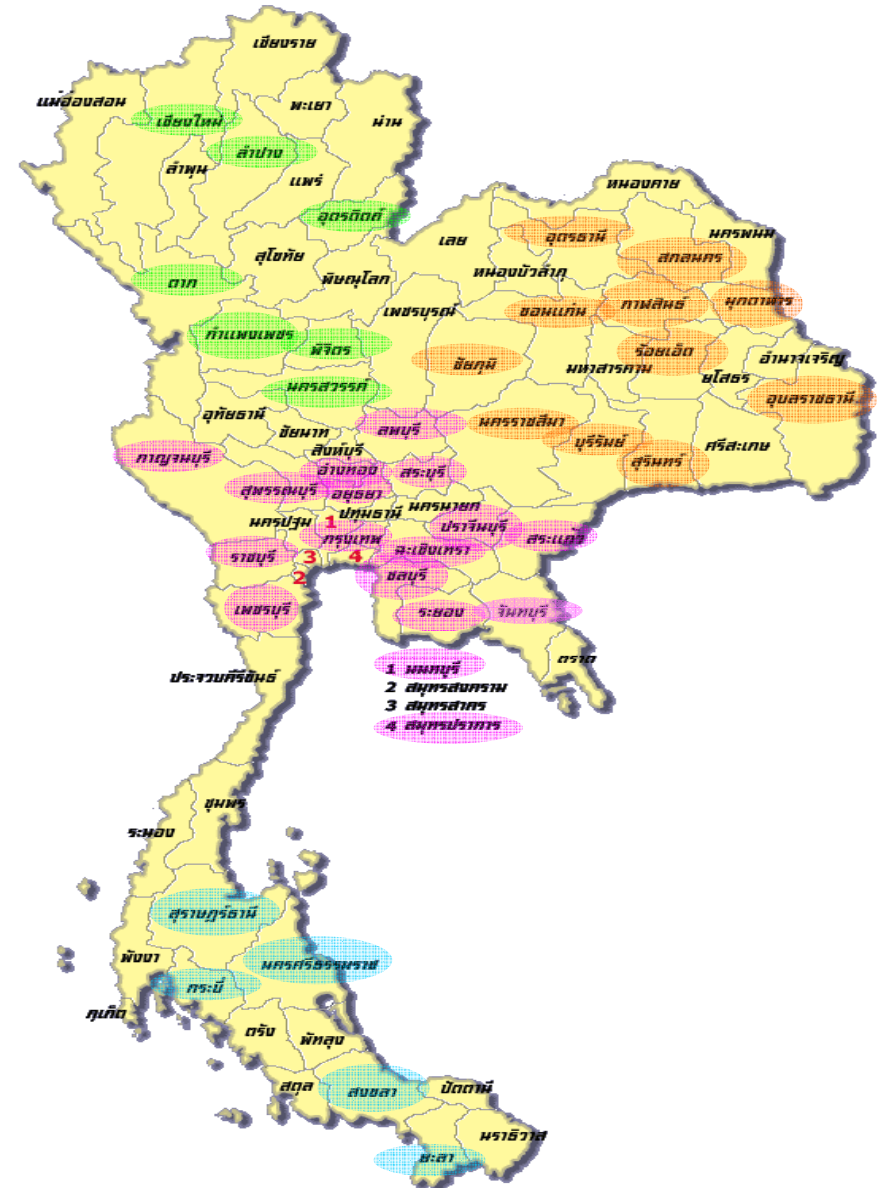 เชียงราย
แม่ฮ่องสอน
พะเยา
เชียงใหม่
น่าน
ลำปาง
ลำพูน
แพร่
หนองคาย
อุตรดิตถ์
เลย
อุดรธานี
นครพนม
สุโขทัย
สกลนคร
ตาก
พิษณุโลก
หนองบัวลำภู
เพชรบูรณ์
ขอนแก่น
กาฬสินธ์
มุกดาหาร
กำแพงเพชร
พิจิตร
ชัยภูมิ
มหาสารคาม
ร้อยเอ็ด
อำนาจเจริญ
ยโสธร
นครสวรรค์
อุบลราชธานี
อุทัยธานี
ชัยนาท
ลพบุรี
นครราชสีมา
บุรีรัมย์
ศรีสะเกษ
สิงห์บุรี
กาญจนบุรี
อ่างทอง
สระบุรี
สุรินทร์
สุพรรณบุรี
อยุธยา
นครนายก
นครปฐม
1
ปทุมธานี
ปราจีนบุรี
สระแก้ว
กรุงเทพ
ราชบุรี
3
4
ฉะเชิงเทรา
2
ชลบุรี
เพชรบุรี
ระยอง
จันทบุรี
ตราด
ประจวบคีรีขันธ์
1 นนทบุรี
2 สมุทรสงคราม
3 สมุทรสาคร
4 สมุทรปราการ
ชุมพร
ระนอง
สุราษฎร์ธานี
พังงา
นครศรีธรรมราช
กระบี่
ภูเก็ต
ตรัง
พัทลุง
สตูล
สงขลา
ปัตตานี
นราธิวาส
ยะลา